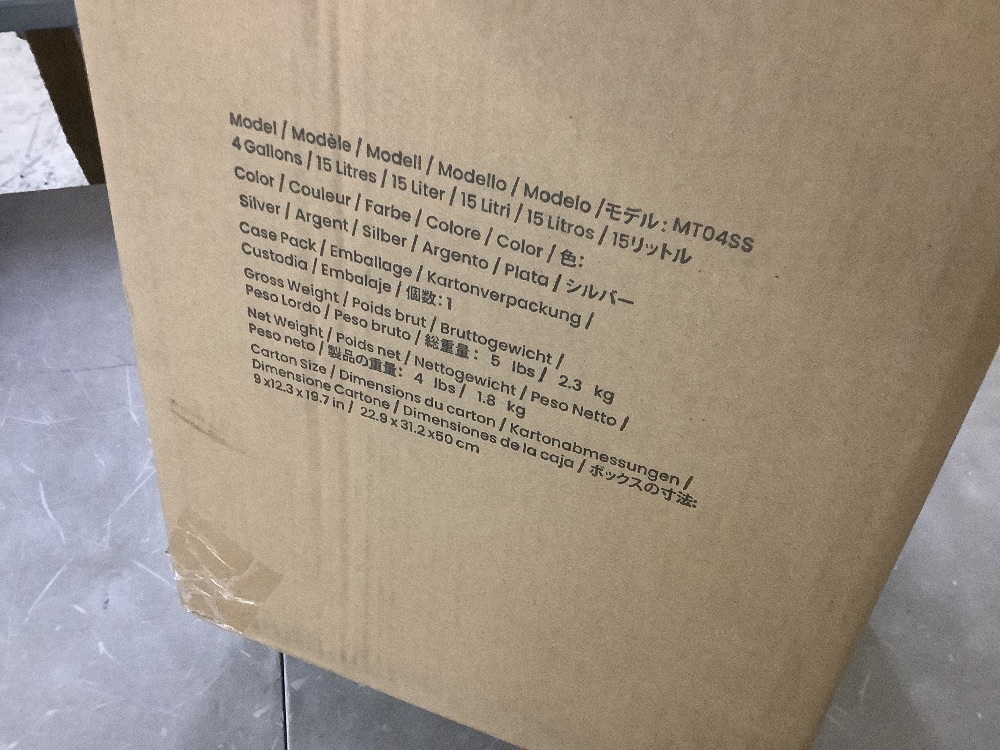 Model / Modèle / Modell / Modello / Modelo /モデル : MT04SS
4 Gallons / 15 Litres / 15 Liter / 15 Litri / 15 Litros / 15リットル
Color / Couleur / Farbe / Colore / Color / 色:
Silver / Argent / Silber / Argento / Plata / シルバー
Case Pack / Emballage / Kartonverpackung /
Custodia / Embalaje / 個数: 1
Gross Weight / Poids brut / Bruttogewicht /
Peso Lordo / Peso bruto / 総重量： 5 lbs / 2.3 kg
Net Weight / Poids net / Nettogewicht / Peso Netto /
Peso neto / 製品の重量: 4 lbs / 1.8 kg
Carton Size / Dimensions du carton / Kartonabmessungen /
Dimensione Cartone / Dimensiones de la caja / ボックスの寸法:
9 x12.3 x 19.7 in / 22.9 x 31.2 x50 cm